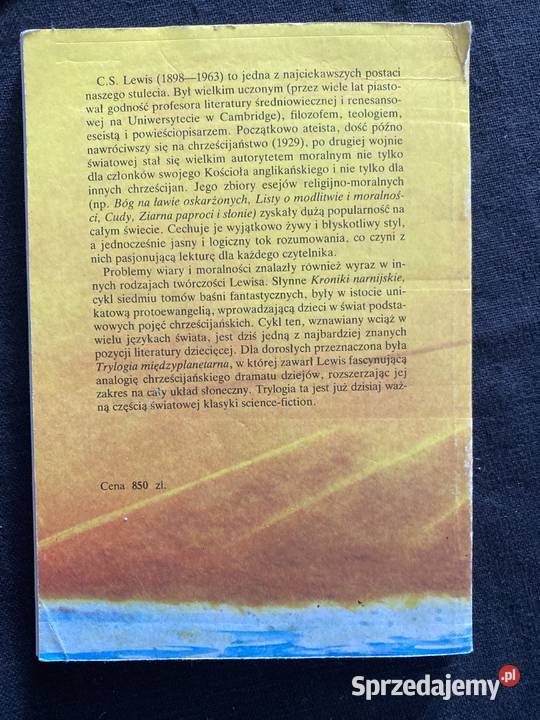 C.S. Lewis (1898—1963) to jedna z najciekawszych postaci
naszego stulecia. Był wielkim uczonym (przez wiele lat piasto-
wał godność profesora literatury średniowiecznej i renesanso-
wej na Uniwersytecie w Cambridge), filozofem, teologiem,
eseistą i powieściopisarzem. Początkowo ateista, dość późno
nawróciwszy się na chrześcijaństwo (1929), po drugiej wojnie
światowej stał się wielkim autorytetem moralnym nie tylko
dla członków swojego Kościoła anglikańskiego i nie tylko dla
innych chrześcijan. Jego zbiory esejów religijno-moralnych
(np. Bóg na ławie oskarżonych, Listy o modlitwie i moralnoś-
ci, Cudy, Ziarna paproci i słonie) zyskały dużą popularność na
całym świecie. Cechuje je wyjątkowo żywy i błyskotliwy styl,
a jednocześnie jasny i logiczny tok rozumowania, co czyni z
nich pasjonującą lekturę dla każdego czytelnika.
Problemy wiary i moralności znalazły również wyraz w in-
nych rodzajach twórczości Lewisa. Słynne Kroniki narnijskie,
cykl siedmiu tomów baśni fantastycznych, były w istocie uni-
katową protoewangelią, wprowadzającą dzieci w świat podsta-
wowych pojęć chrześcijańskich. Cykl ten, wznawiany wciąż w
wielu językach świata, jest dziś jedną z najbardziej znanych
pozycji literatury dziecięcej. Dla dorosłych przeznaczona była
Trylogia międzyplanetarna, w której zawarł Lewis fascynującą
analogię chrześcijańskiego dramatu dziejów, rozszerzając jej
zakres na cały układ słoneczny. Trylogia ta jest już dzisiaj waż-
ną częścią światowej klasyki science-fiction.
Cena 850 zł.
Sprzedajemy.pl